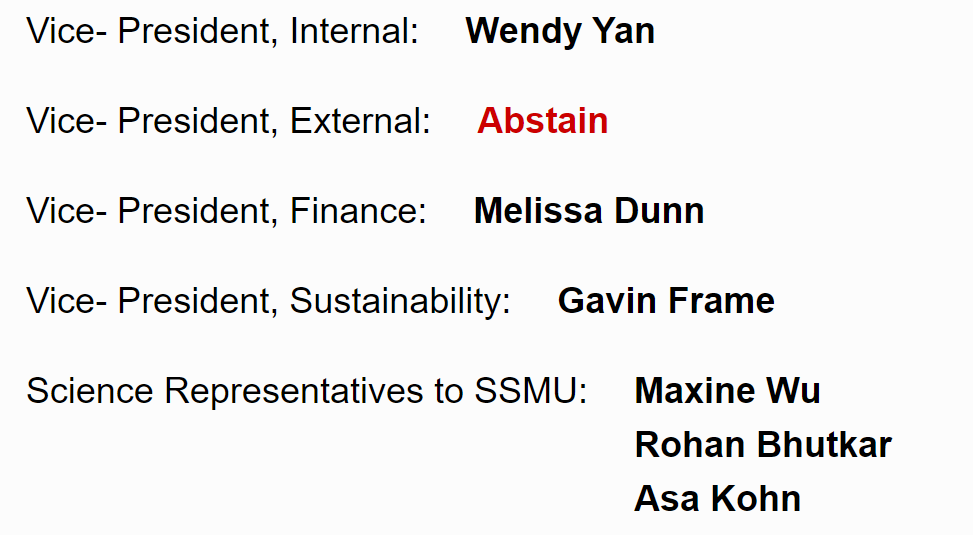 Vice- President, Internal: Wendy Yan
Vice- President, External: Abstain
Vice- President, Finance: Melissa Dunn
Vice- President, Sustainability: Gavin Frame
Science Representatives to SSMU: Maxine Wu
Rohan Bhutkar
Asa Kohn